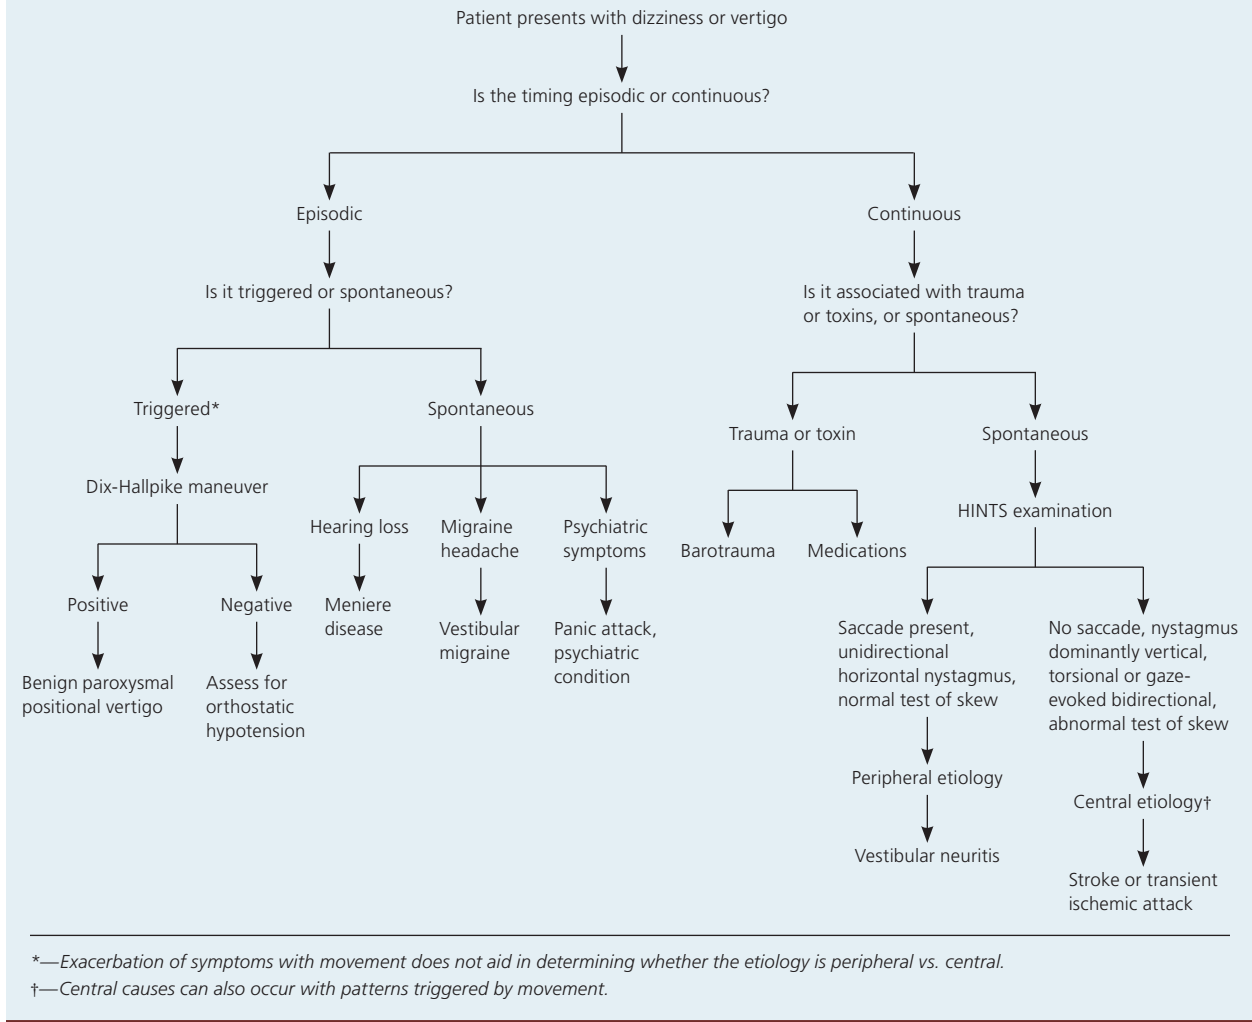 Patient presents with dizziness or vertigo
Is the timing episodic or continuous?
Episodic
Continuous
Is it triggered or spontaneous?
Is it associated with trauma
or toxins, or spontaneous?
Triggered*
Spontaneous
Trauma or toxin
Spontaneous
Dix-Hallpike maneuver
Hearing loss
Migraine
headache
Psychiatric
symptoms
HINTS examination
Barotrauma
Medications
Positive
Negative
Meniere
disease
Vestibular
migraine
Panic attack,
psychiatric
condition
Saccade present,
unidirectional
horizontal nystagmus,
normal test of skew
No saccade, nystagmus
dominantly vertical,
torsional or gaze-
evoked bidirectional,
abnormal test of skew
Benign paroxysmal
positional vertigo
Assess for
orthostatic
hypotension
Peripheral etiology
Central etiology†
Vestibular neuritis
Stroke or transient
ischemic attack
*—Exacerbation of symptoms with movement does not aid in determining whether the etiology is peripheral vs. central.
†—Central causes can also occur with patterns triggered by movement.